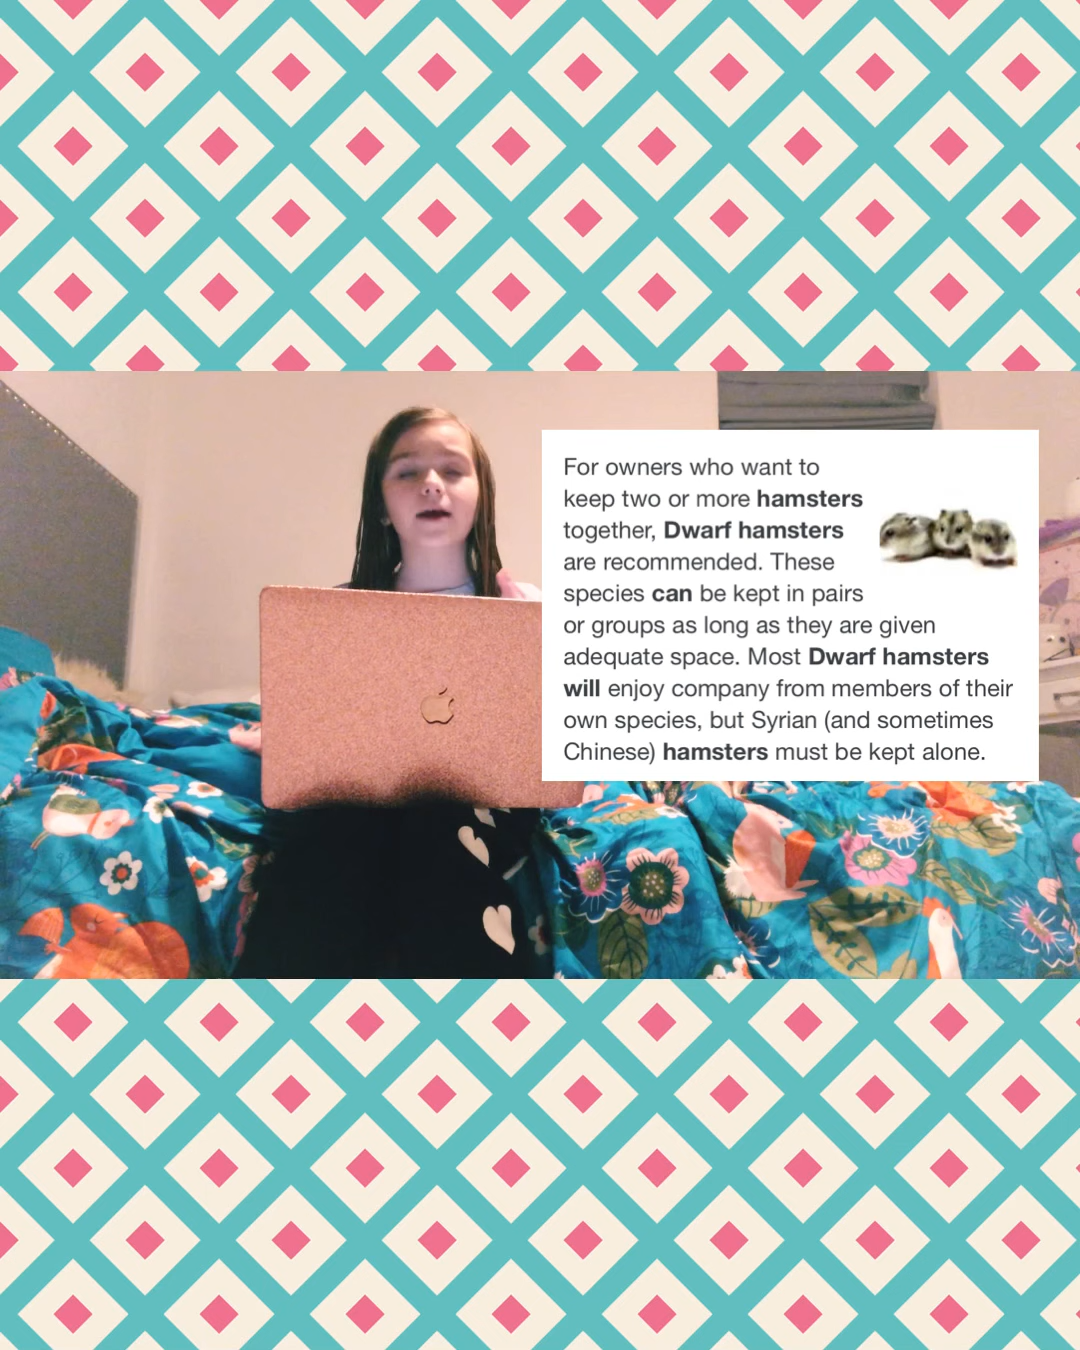 For owners who want to
keep two or more hamsters
together, Dwarf hamsters
are recommended. These
species can be kept in pairs
or groups as long as they are given
adequate space. Most Dwarf hamsters
will enjoy company from members of their
own species, but Syrian (and sometimes
Chinese) hamsters must be kept alone.